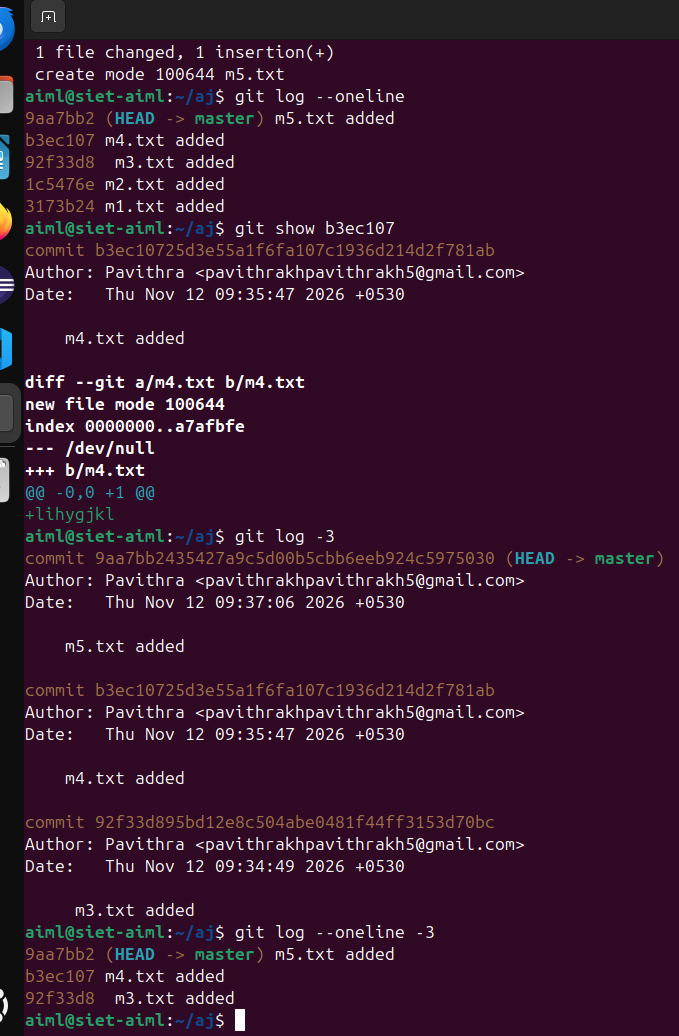 1 file changed, 1 insertion(+)
create mode 100644 m5.txt
aiml@siet-aiml:~/aj$ git log --oneline
9aa7bb2 (HEAD -> master) m5.txt added
b3ec107 m4.txt added
92f33d8  m3.txt added
1c5476e m2.txt added
3173b24 m1.txt added
aiml@siet-aiml:~/aj$ git show b3ec107
commit b3ec10725d3e55a1f6fa107c1936d214d2f781ab
Author: Pavithra <pavithrakhpavithrakh5@gmail.com>
Date:   Thu Nov 12 09:35:47 2026 +0530
    m4.txt added
diff --git a/m4.txt b/m4.txt
new file mode 100644
index 0000000..a7afbfe
--- /dev/null
+++ b/m4.txt
@@ -0,0 +1 @@
+lihygjkl
aiml@siet-aiml:~/aj$ git log -3
commit 9aa7bb2435427a9c5d00b5cbb6eeb924c5975030 (HEAD -> master)
Author: Pavithra <pavithrakhpavithrakh5@gmail.com>
Date:   Thu Nov 12 09:37:06 2026 +0530
    m5.txt added
commit b3ec10725d3e55a1f6fa107c1936d214d2f781ab
Author: Pavithra <pavithrakhpavithrakh5@gmail.com>
Date:   Thu Nov 12 09:35:47 2026 +0530
    m4.txt added
commit 92f33d895bd12e8c504abe0481f44ff3153d70bc
Author: Pavithra <pavithrakhpavithrakh5@gmail.com>
Date:   Thu Nov 12 09:34:49 2026 +0530
     m3.txt added
aiml@siet-aiml:~/aj$ git log --oneline -3
9aa7bb2 (HEAD -> master) m5.txt added
b3ec107 m4.txt added
92f33d8  m3.txt added
aiml@siet-aiml:~/aj$